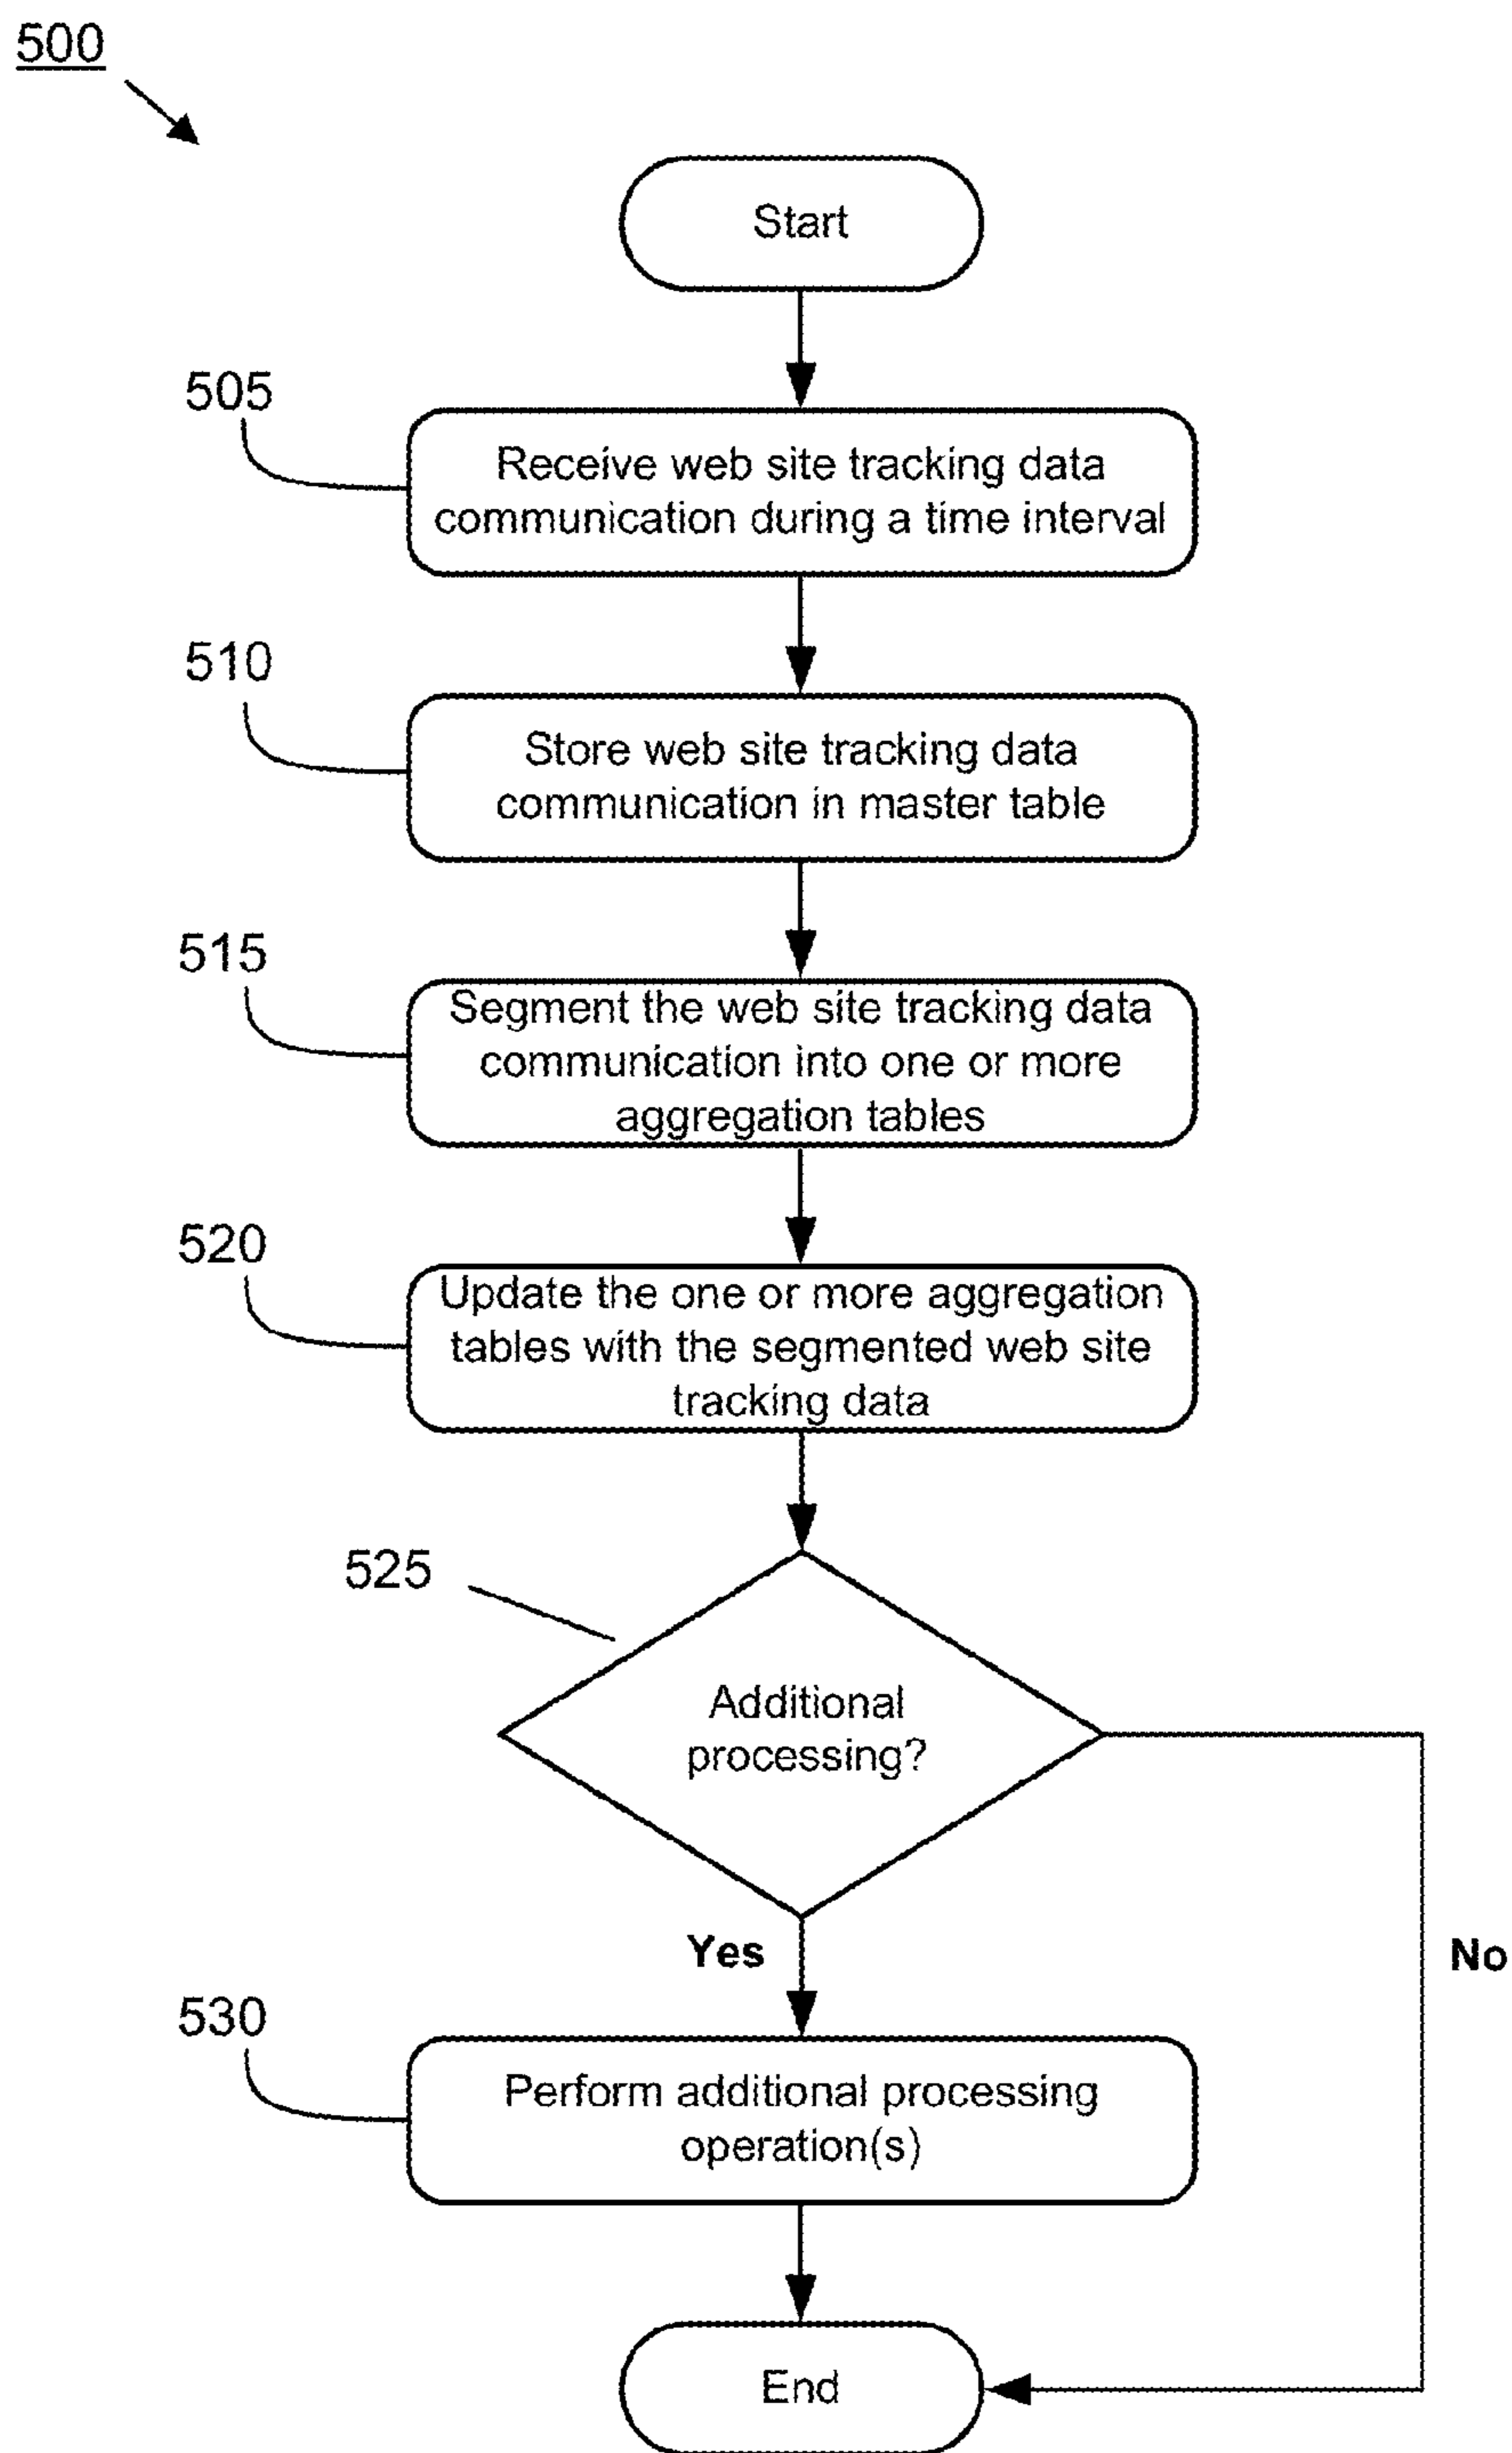 500
Start
505
Receive web site tracking data
communication during a time interval
510
Store web site tracking data
communication in master table
515
Segment the web site tracking data
communication into one or more
aggregation tables
520
Update the one or more aggregation
tables with the segmented web site
tracking data
525
Additional
processing?
Yes
No
530
Perform additional processing
operation(s)
End